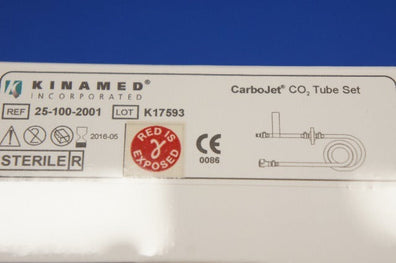 KINAMED®
INCORPORATED
CarboJet® CO₂ Tube Set
REF 25-100-2001 LOT K17593
2016-05
STERILE R
RED IS
γ
EXPOSED
CE
0086